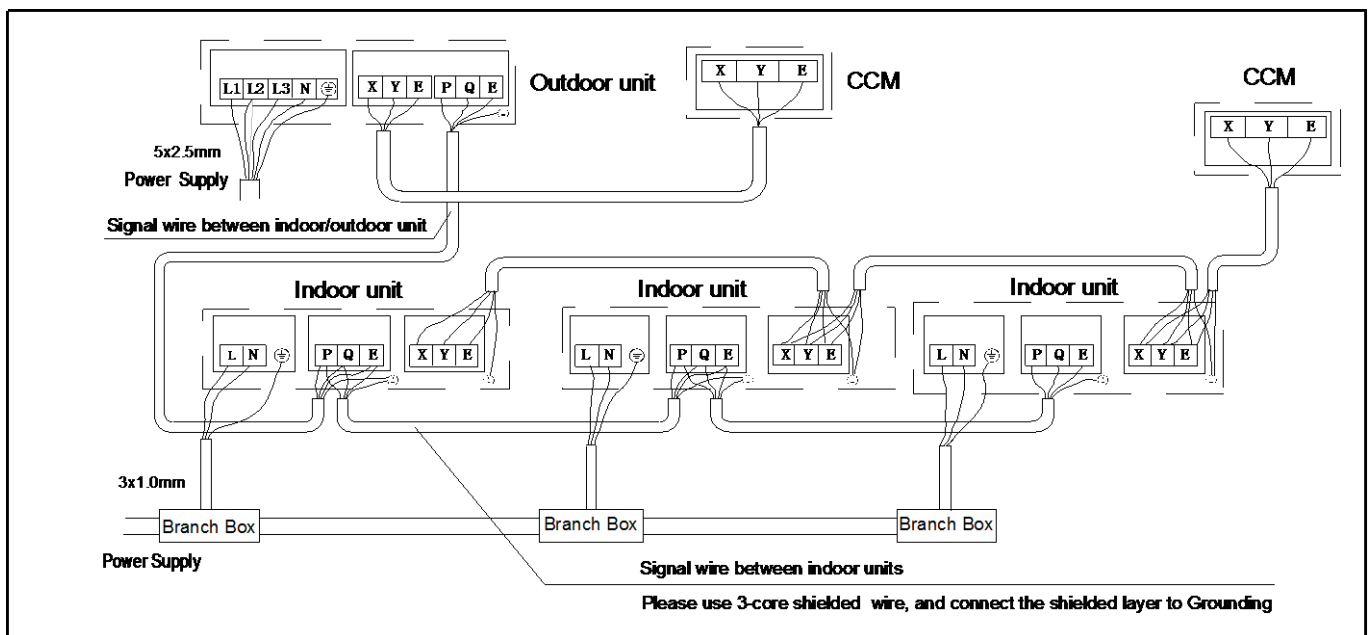 L1 L2 L3 N
X Y E P Q E
Outdoor unit
X Y E
CCM
CCM
X Y E
5x2.5mm
Power Supply
Signal wire between indoor/outdoor unit
Indoor unit
Indoor unit
Indoor unit
L N
P Q E
X Y E
L N
P Q E
X Y E
L N
P Q E
X Y E
3x1.0mm
Branch Box
Branch Box
Branch Box
Power Supply
Signal wire between indoor units
Please use 3-core shielded wire, and connect the shielded layer to Grounding